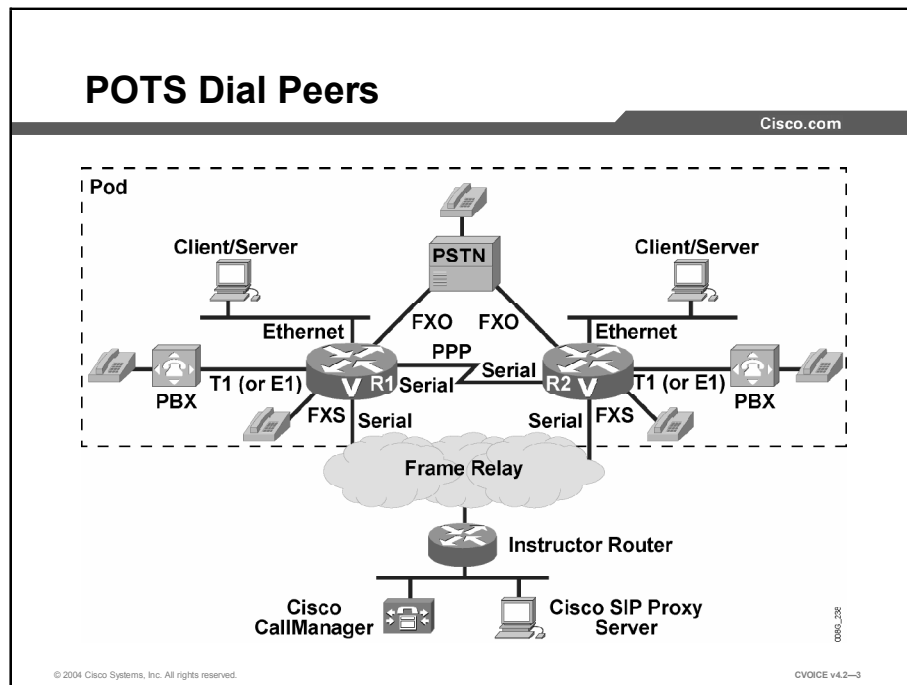 POTS Dial Peers
Cisco.com
Pod
Client/Server
PSTN
Client/Server
Ethernet
FXO
FXO
Ethernet
PPP
Serial
PBX
T1 (or E1)
V
R1
Serial
R2
V
T1 (or E1)
PBX
FXS
Serial
Serial
FXS
Frame Relay
Instructor Router
Cisco
CallManager
Cisco SIP Proxy
Server
008G_238
© 2004 Cisco Systems, Inc. All rights reserved.
CVOICE v4.2—3